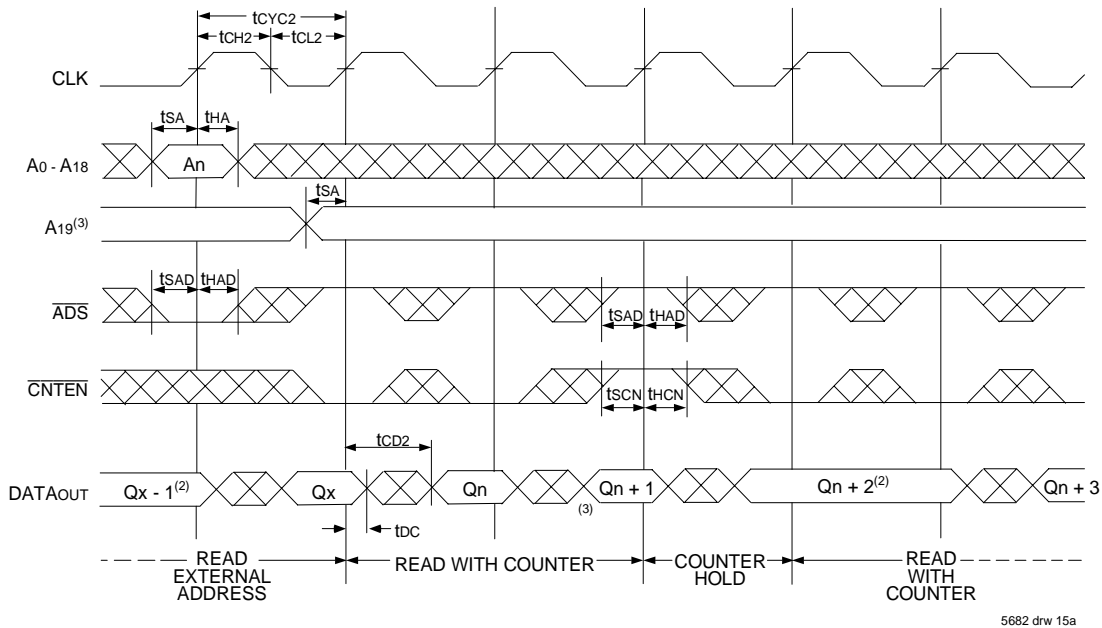 tCYC2
tCH2 tCL2
CLK
tSA tHA
A0 - A18 An
tSA
A19(3)
tSAD tHAD
ADS
tSAD tHAD
CNTEN
tSCN tHCN
tCD2
DATAOUT Qx - 1(2) Qx Qn Qn + 1 Qn + 2(2) Qn + 3
(3)
tDC
READ EXTERNAL ADDRESS
READ WITH COUNTER
COUNTER HOLD
READ WITH COUNTER
5682 drw 15a